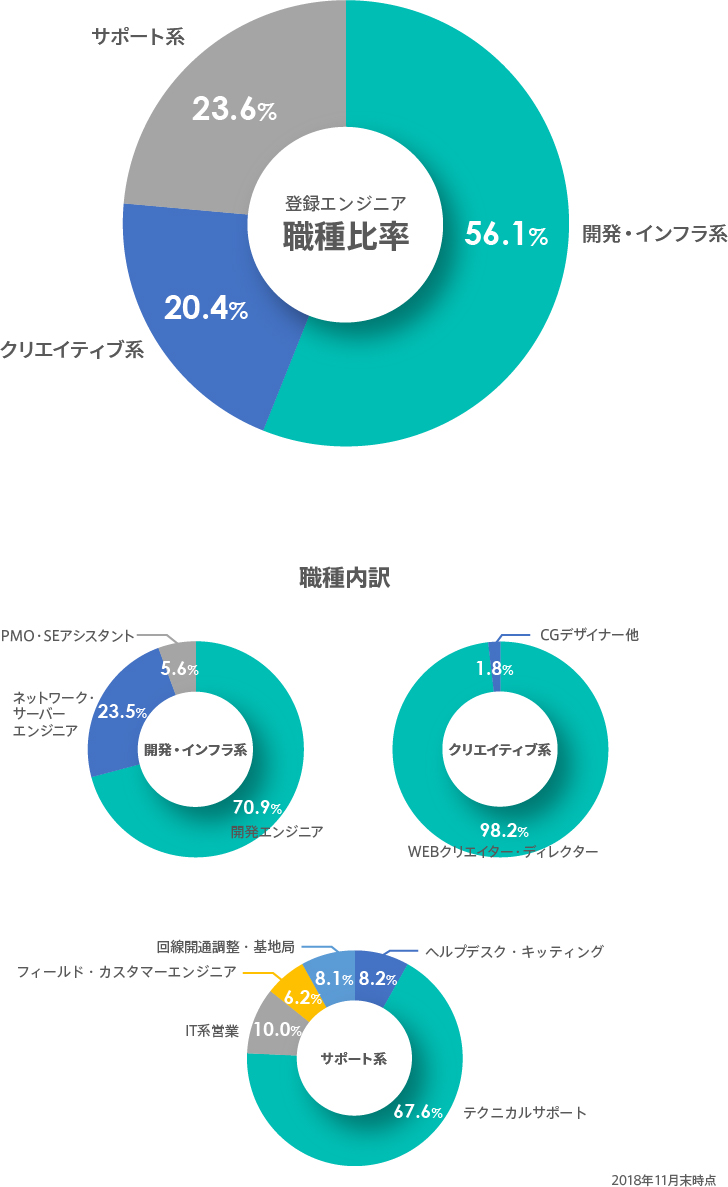 サポート系
23.6%
登録エンジニア
職種比率
56.1%
開発・インフラ系
20.4%
クリエイティブ系
職種内訳
PMO・SEアシスタント
5.6%
ネットワーク・
サーバー
エンジニア
23.5%
開発・インフラ系
70.9%
開発エンジニア
CGデザイナー他
1.8%
クリエイティブ系
98.2%
WEBクリエイター・ディレクター
回線開通調整・基地局
ヘルプデスク・キッティング
フィールド・カスタマーエンジニア
8.1%
8.2%
6.2%
IT系営業
10.0%
サポート系
67.6%
テクニカルサポート
2018年11月末時点